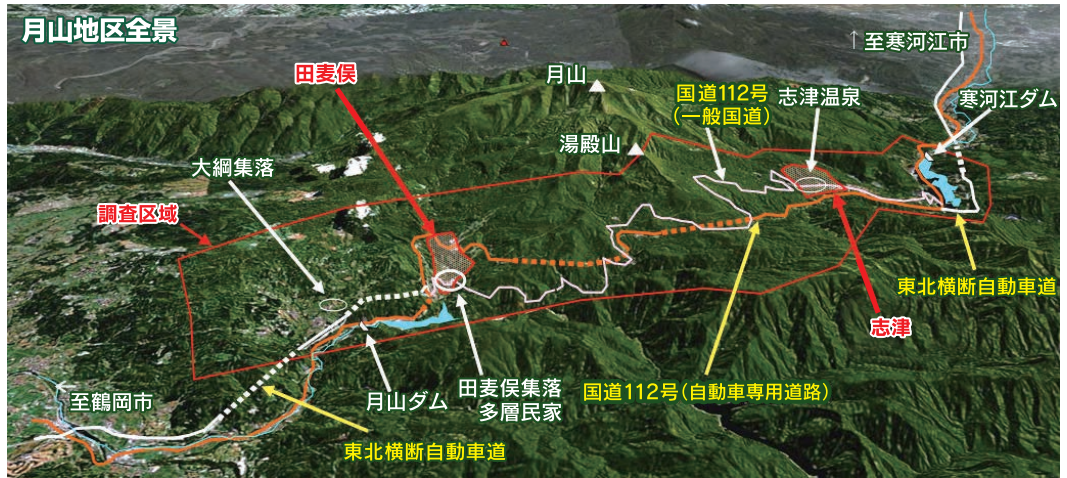 月山地区全景
↑至寒河江市
田麦俣
月山
国道112号
（一般国道）
志津温泉
寒河江ダム
湯殿山
大綱集落
調査区域
東北横断自動車道
志津
至鶴岡市
月山ダム
田麦俣集落
多層民家
国道112号（自動車専用道路）
東北横断自動車道